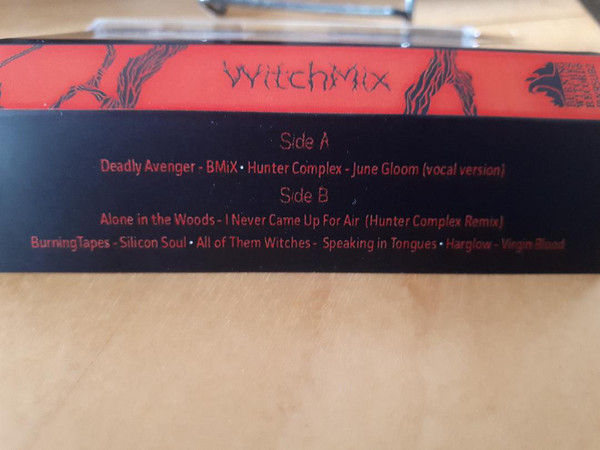 WitchMix
Side A
Deadly Avenger - BMiX • Hunter Complex - June Gloom (vocal version)
Side B
Alone in the Woods - I Never Came Up For Air (Hunter Complex Remix)
BurningTapes - Silicon Soul • All of Them Witches - Speaking in Tongues • Harglow - Virgin Blood